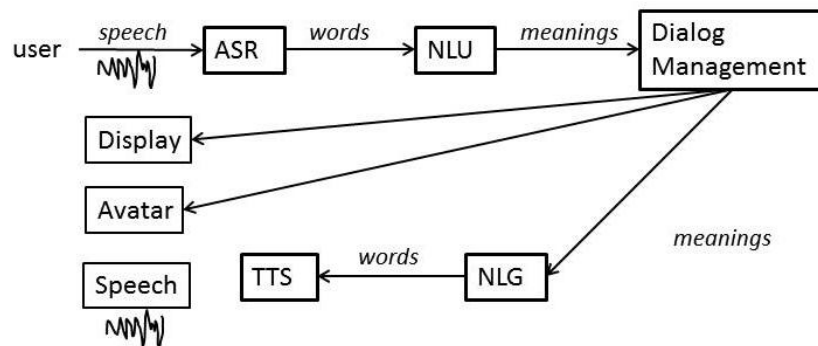 user
speech
ASR
words
NLU
meanings
Dialog
Management
Display
Avatar
meanings
Speech
TTS
words
NLG